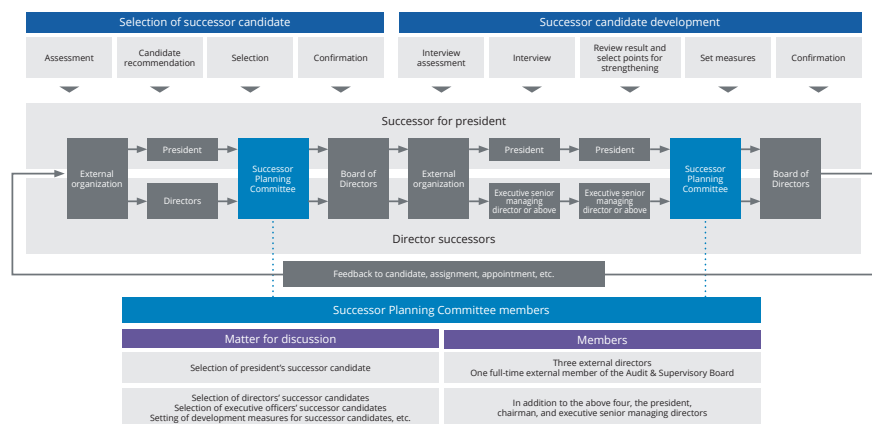 Selection of successor candidate
Successor candidate development
Assessment
Candidate
recommendation
Selection
Confirmation
Interview
assessment
Interview
Review result and
select points for
strengthening
Set measures
Confirmation
Successor for president
External
organization
President
Directors
Successor
Planning
Committee
Board of
Directors
External
organization
President
Executive senior
managing
director or above
President
Executive senior
managing
director or above
Successor
Planning
Committee
Board of
Directors
Director successors
Feedback to candidate, assignment, appointment, etc.
Successor Planning Committee members
Matter for discussion
Members
Selection of president's successor candidate
Three external directors
One full-time external member of the Audit & Supervisory Board
Selection of directors' successor candidates
Selection of executive officers' successor candidates
Setting of development measures for successor candidates, etc.
In addition to the above four, the president,
chairman, and executive senior managing directors